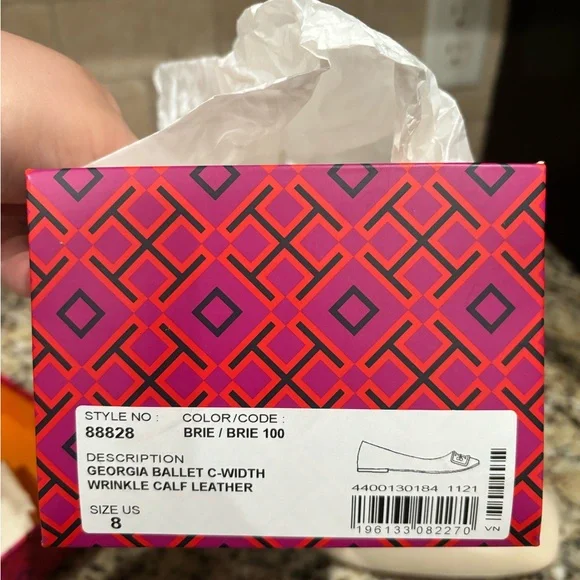 STYLE NO : COLOR/CODE :
88828 BRIE / BRIE 100
DESCRIPTION
GEORGIA BALLET C-WIDTH
WRINKLE CALF LEATHER
SIZE US
8
4400130184 1121
196133 082270
VN